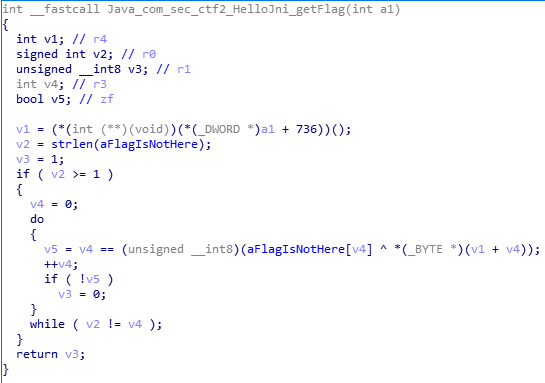 int __fastcall Java_com_sec_ctf2_HelloJni_getFlag(int a1)
{
  int v1; // r4
  signed int v2; // r0
  unsigned __int8 v3; // r1
  int v4; // r3
  bool v5; // zf

  v1 = (*(int (**)(void))(*(_DWORD *)a1 + 736))();
  v2 = strlen(aFlagIsNotHere);
  v3 = 1;
  if ( v2 >= 1 )
  {
    v4 = 0;
    do
    {
      v5 = v4 == (unsigned __int8)(aFlagIsNotHere[v4] ^ *(_BYTE *)(v1 + v4));
      ++v4;
      if ( !v5 )
        v3 = 0;
    }
    while ( v2 != v4 );
  }
  return v3;
}